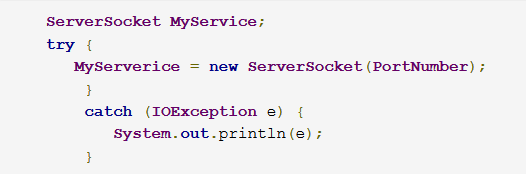 ServerSocket MyService;
try {
MyServerice = new ServerSocket(PortNumber);
}
catch (IOException e) {
System.out.println(e);
}